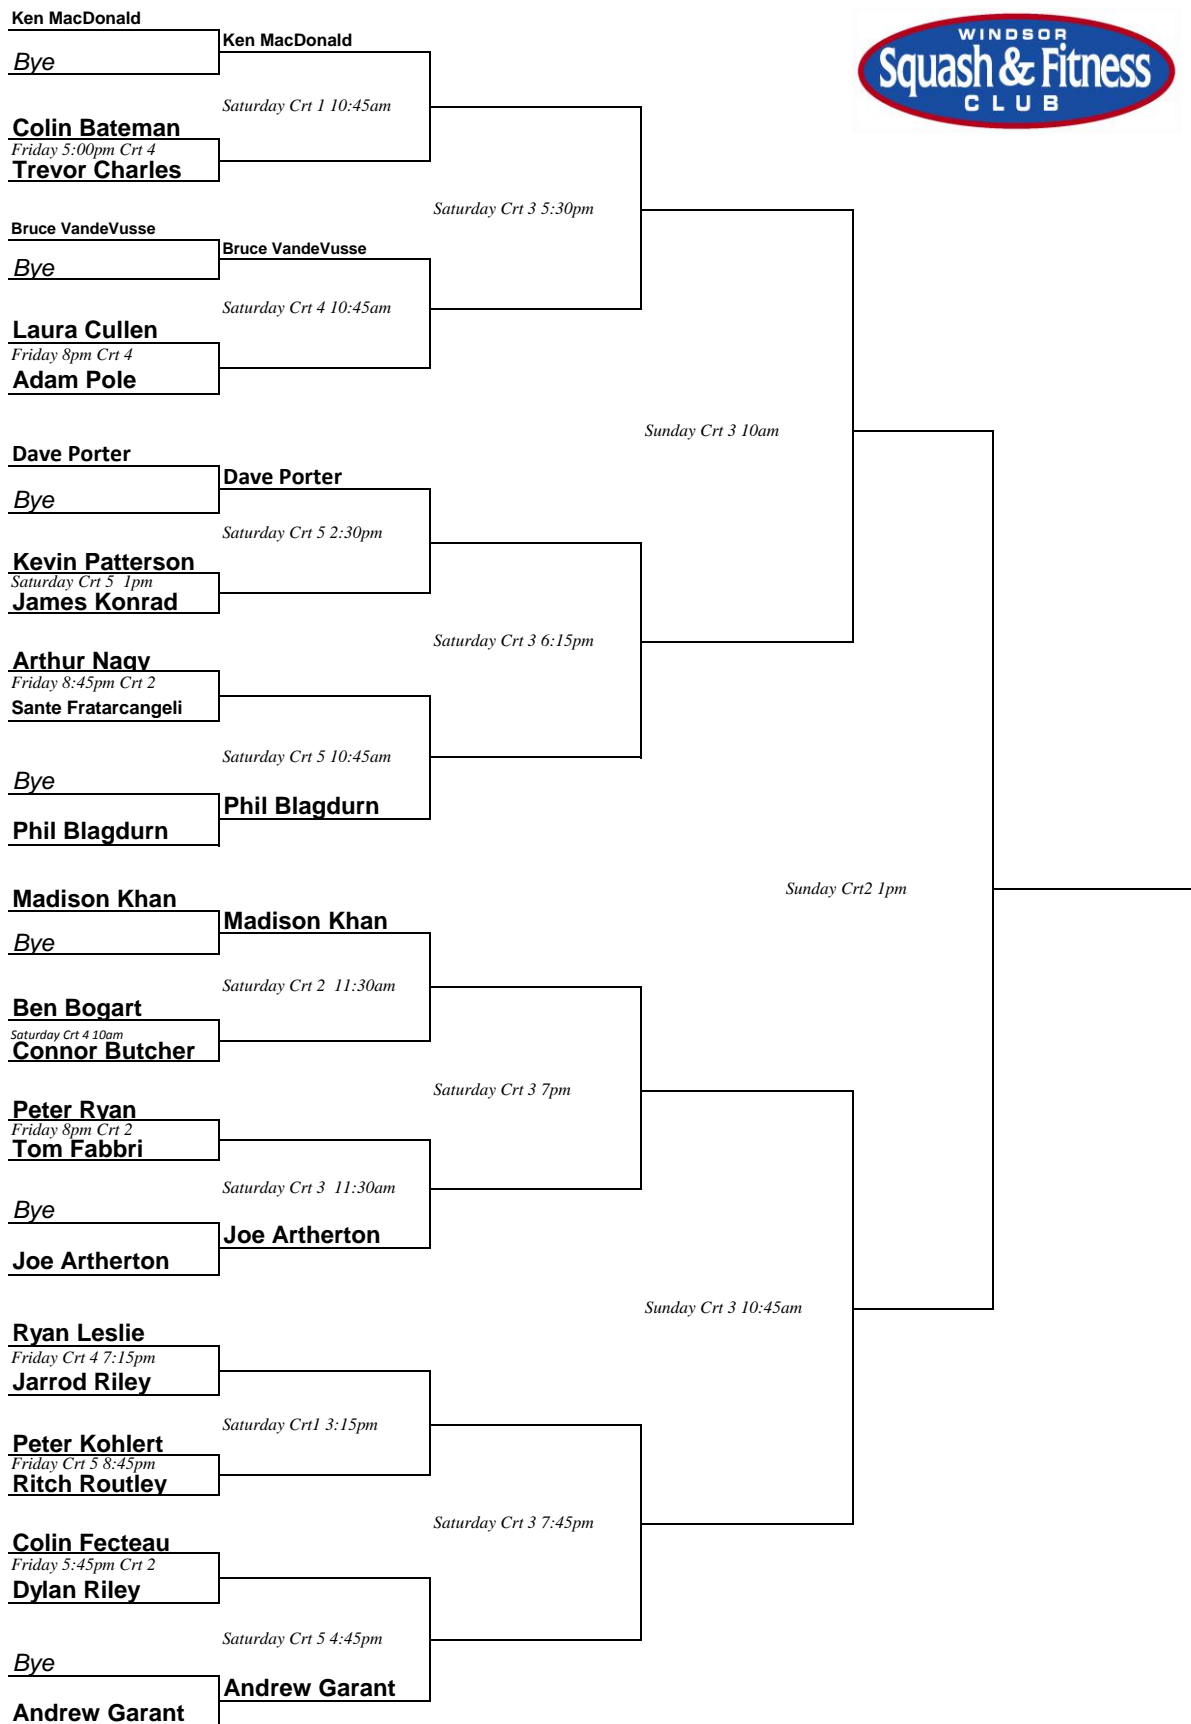 Ken MacDonald
WINDSOR
Squash & Fitness
CLUB
Ken MacDonald
Bye
Saturday Crt 1 10:45am
Colin Bateman
Friday 5:00pm Crt 4
Trevor Charles
Saturday Crt 3 5:30pm
Bruce VandeVusse
Bruce VandeVusse
Bye
Saturday Crt 4 10:45am
Laura Cullen
Friday 8pm Crt 4
Adam Pole
Sunday Crt 3 10am
Dave Porter
Dave Porter
Bye
Saturday Crt 5 2:30pm
Kevin Patterson
Saturday Crt 5 1pm
James Konrad
Saturday Crt 3 6:15pm
Arthur Nagy
Friday 8:45pm Crt 2
Sante Fratarcangeli
Saturday Crt 5 10:45am
Bye
Phil Blagdurn
Phil Blagdurn
Sunday Crt2 1pm
Madison Khan
Madison Khan
Bye
Saturday Crt 2 11:30am
Ben Bogart
Saturday Crt 4 10am
Connor Butcher
Saturday Crt 3 7pm
Peter Ryan
Friday 8pm Crt 2
Tom Fabbri
Saturday Crt 3 11:30am
Bye
Joe Artherton
Joe Artherton
Sunday Crt 3 10:45am
Ryan Leslie
Friday Crt 4 7:15pm
Jarrod Riley
Saturday Crt1 3:15pm
Peter Kohlert
Friday Crt 5 8:45pm
Ritch Routley
Saturday Crt 3 7:45pm
Colin Fecteau
Friday 5:45pm Crt 2
Dylan Riley
Saturday Crt 5 4:45pm
Bye
Andrew Garant
Andrew Garant